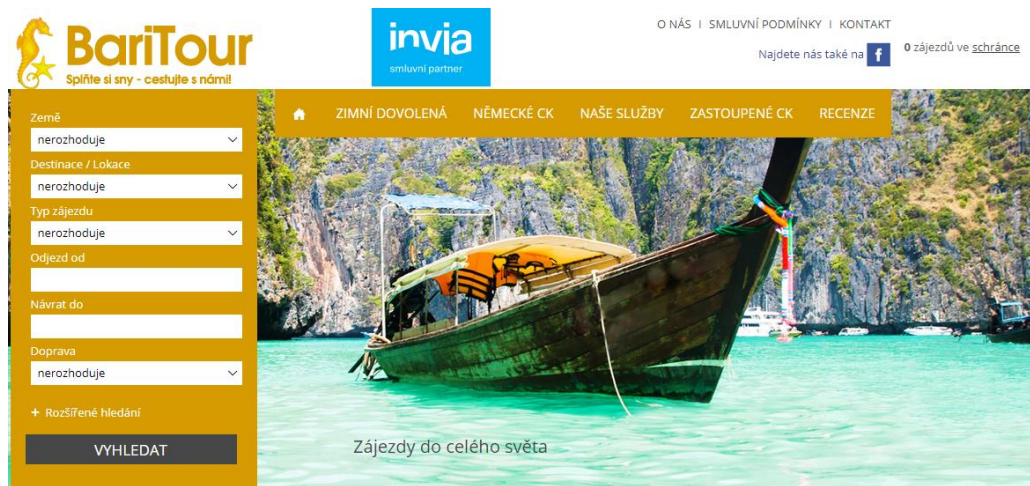 BariTour
Splňte si sny - cestujte s námi!
invia
smluvní partner
O NÁS | SMLUVNÍ PODMÍNKY | KONTAKT
Najdete nás také na f
0 zájezdů ve schránce
ZIMNÍ DOVOLENÁ NĚMECKÉ CK NAŠE SLUŽBY ZASTOUPENÉ CK RECENZE
Země
nerozhoduje
Destinace / Lokace
nerozhoduje
Typ zájezdu
nerozhoduje
Odjezd od
Návrat do
Doprava
nerozhoduje
+ Rozšířené hledání
VYHLEDAT
Zájezdy do celého světa